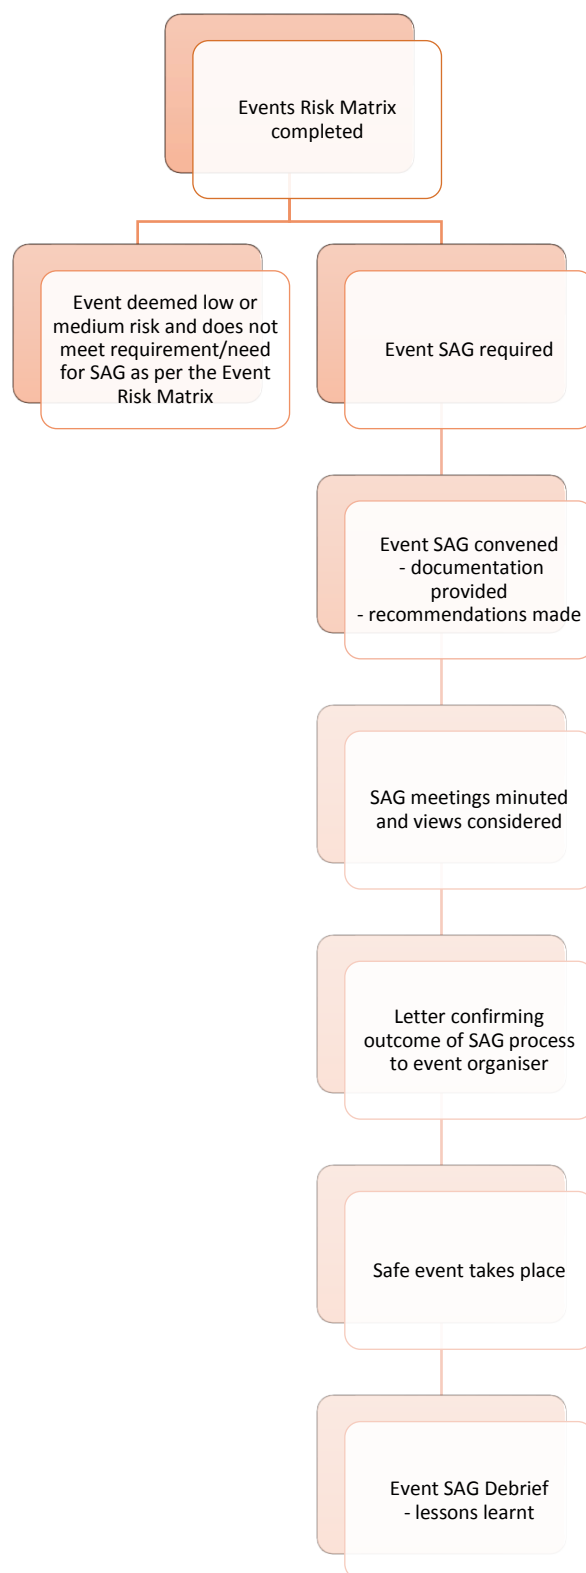 Events Risk Matrix
completed
Event deemed low or
medium risk and does not
meet requirement/need
for SAG as per the Event
Risk Matrix
Event SAG required
Event SAG convened
- documentation
provided
- recommendations made
SAG meetings minuted
and views considered
Letter confirming
outcome of SAG process
to event organiser
Safe event takes place
Event SAG Debrief
- lessons learnt